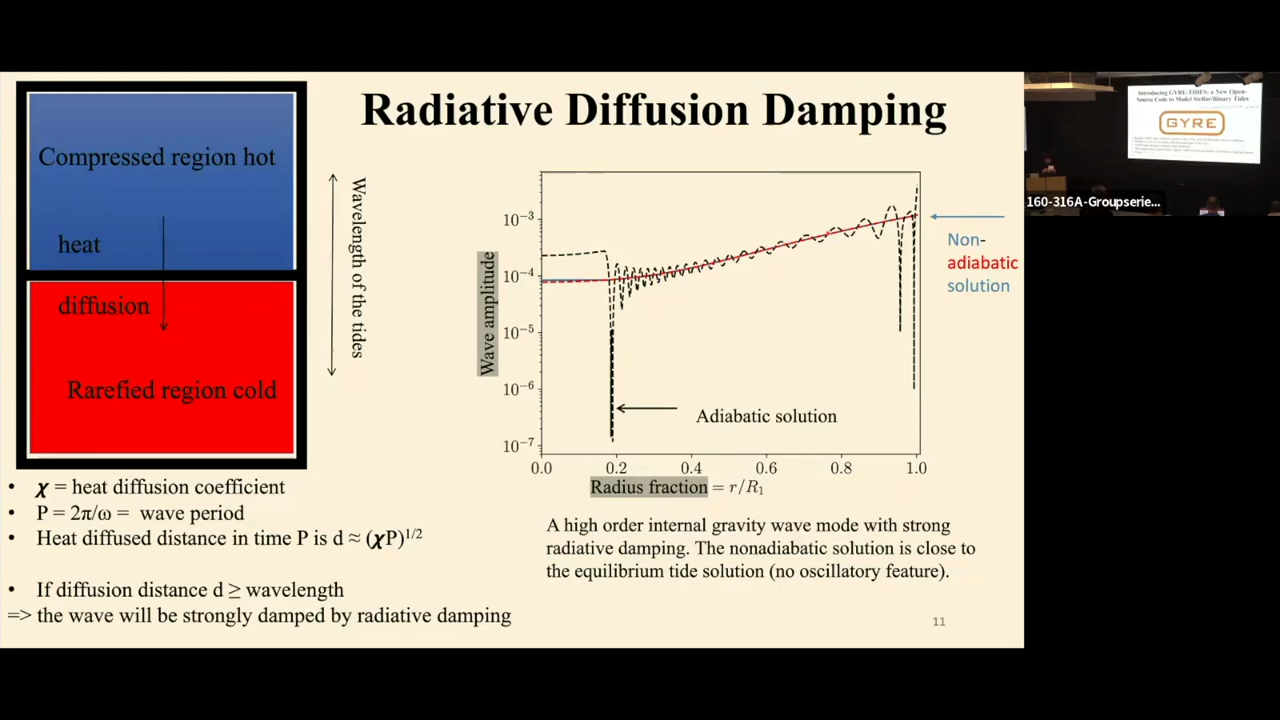 Radiative Diffusion Damping
Compressed region hot
heat
diffusion
Rarefied region cold
Wavelength of the tides
• χ = heat diffusion coefficient
• P = 2π/ω = wave period
• Heat diffused distance in time P is d ≈ (χP)^1/2
• If diffusion distance d ≥ wavelength
=> the wave will be strongly damped by radiative damping
Wave amplitude
10^−3
10^−4
10^−5
10^−6
10^−7
0.0 0.2 0.4 0.6 0.8 1.0
Radius fraction = r/R_1
Adiabatic solution
Non-
adiabatic
solution
A high order internal gravity wave mode with strong
radiative damping. The nonadiabatic solution is close to
the equilibrium tide solution (no oscillatory feature).
11
Introducing GYRE-TIDES: a New Open-
Source Code to Model Stellar/Binary Tides
GYRE
160-316A-Groupserie...